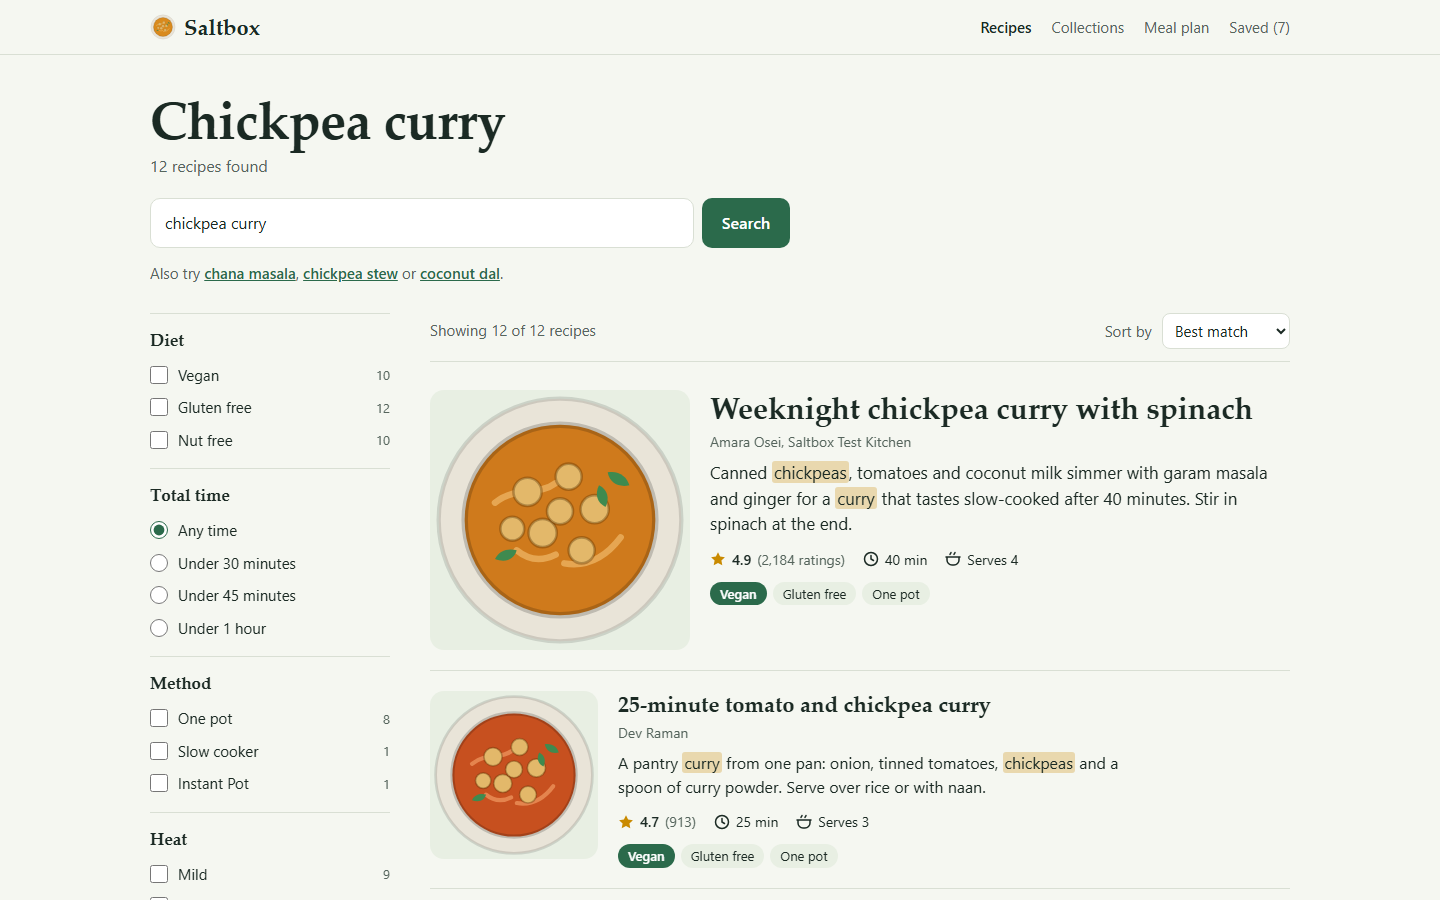 Saltbox
Recipes Collections Meal plan Saved (7)
Chickpea curry
12 recipes found
chickpea curry
Search
Also try chana masala, chickpea stew or coconut dal.
Diet
Vegan 10
Gluten free 12
Nut free 10
Total time
Any time
Under 30 minutes
Under 45 minutes
Under 1 hour
Method
One pot 8
Slow cooker 1
Instant Pot 1
Heat
Mild 9
Showing 12 of 12 recipes
Sort by Best match
Weeknight chickpea curry with spinach
Amara Osei, Saltbox Test Kitchen
Canned chickpeas, tomatoes and coconut milk simmer with garam masala
and ginger for a curry that tastes slow-cooked after 40 minutes. Stir in
spinach at the end.
4.9 (2,184 ratings) 40 min Serves 4
Vegan Gluten free One pot
25-minute tomato and chickpea curry
Dev Raman
A pantry curry from one pan: onion, tinned tomatoes, chickpeas and a
spoon of curry powder. Serve over rice or with naan.
4.7 (913) 25 min Serves 3
Vegan Gluten free One pot